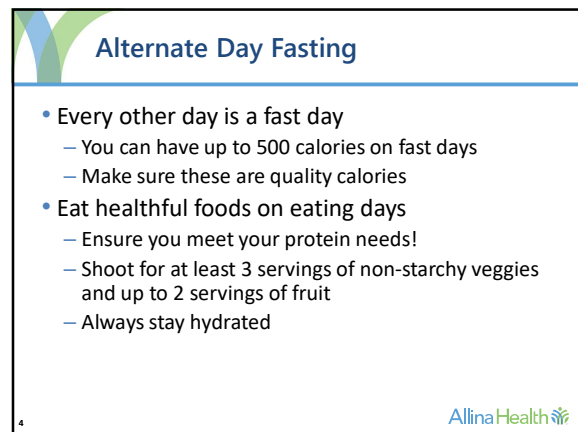 Alternate Day Fasting
• Every other day is a fast day
– You can have up to 500 calories on fast days
– Make sure these are quality calories
• Eat healthful foods on eating days
– Ensure you meet your protein needs!
– Shoot for at least 3 servings of non-starchy veggies
and up to 2 servings of fruit
– Always stay hydrated
4
Allina Health